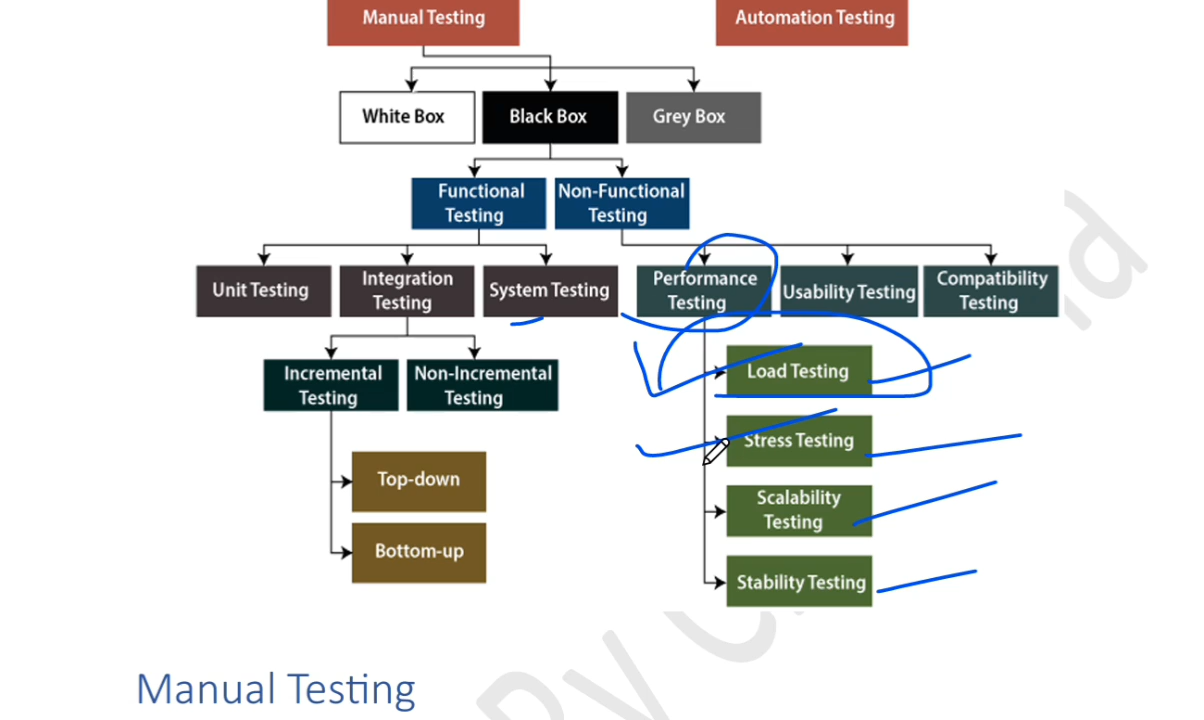 Manual Testing
Automation Testing
White Box
Black Box
Grey Box
Functional
Testing
Non-Functional
Testing
Unit Testing
Integration
Testing
System Testing
Performance
Testing
Usability Testing
Compatibility
Testing
Incremental
Testing
Non-Incremental
Testing
Load Testing
Stress Testing
Scalability
Testing
Stability Testing
Top-down
Bottom-up
Manual Testing